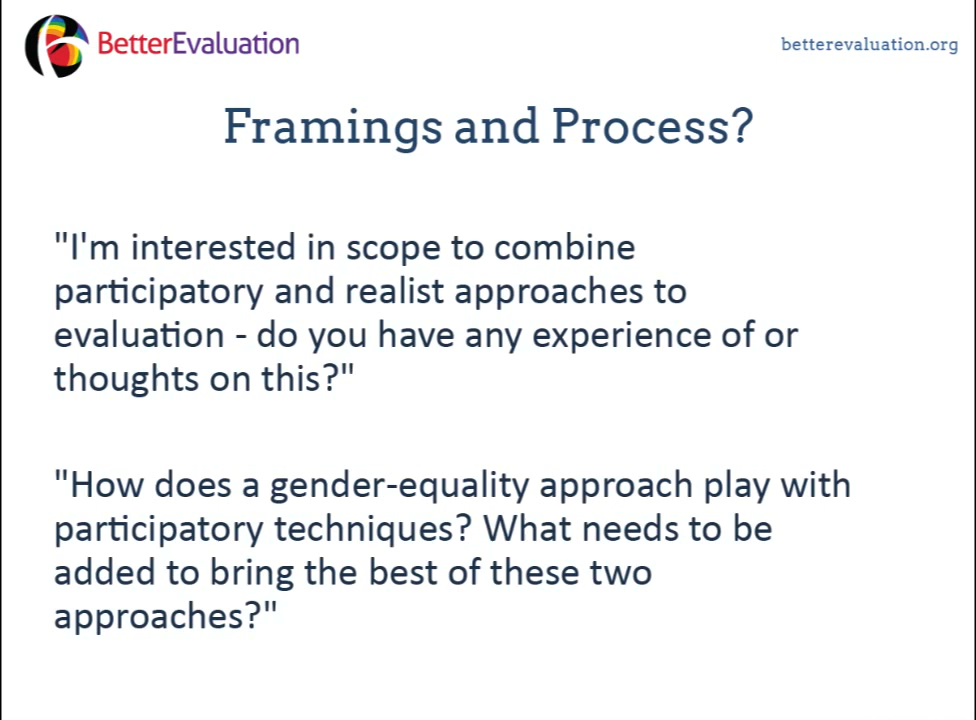 BetterEvaluation
betterevaluation.org
Framings and Process?
"I'm interested in scope to combine
participatory and realist approaches to
evaluation - do you have any experience of or
thoughts on this?"
"How does a gender-equality approach play with
participatory techniques? What needs to be
added to bring the best of these two
approaches?"